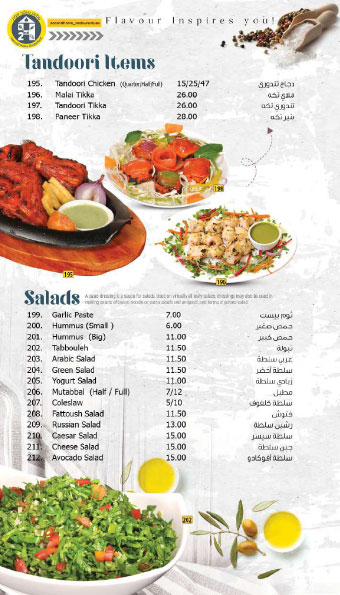 Flavour Inspires you!
Tandoori Items
195. Tandoori Chicken (Quarter/Half/Full) 15/25/47 دجاج تندوري
196. Malai Tikka 26.00 ملاي تكه
197. Tandoori Tikka 26.00 تندوري تكه
198. Paneer Tikka 28.00 بنير تكه
196
195
198
Salads
199. Garlic Paste 7.00 ثوم بيست
200. Hummus (Small ) 6.00 حمص صغير
201. Hummus (Big) 11.00 حمص كبير
202. Tabbouleh 11.50 تبولة
203. Arabic Salad 11.50 عربي سلطة
204. Green Salad 11.50 سلطة أخضر
205. Yogurt Salad 11.00 زبادي سلطة
206. Mutabbal (Half / Full) 7/12 متبل
207. Coleslaw 5/10 سلطة كلغوف
208. Fattoush Salad 11.50 فتوش
209. Russian Salad 13.00 رشين سلطة
210. Caesar Salad 15.00 سلطة سيسر
211. Cheese Salad 15.00 جبن سلطة
212. Avocado Salad 15.00 سلطة أفوكادو
202